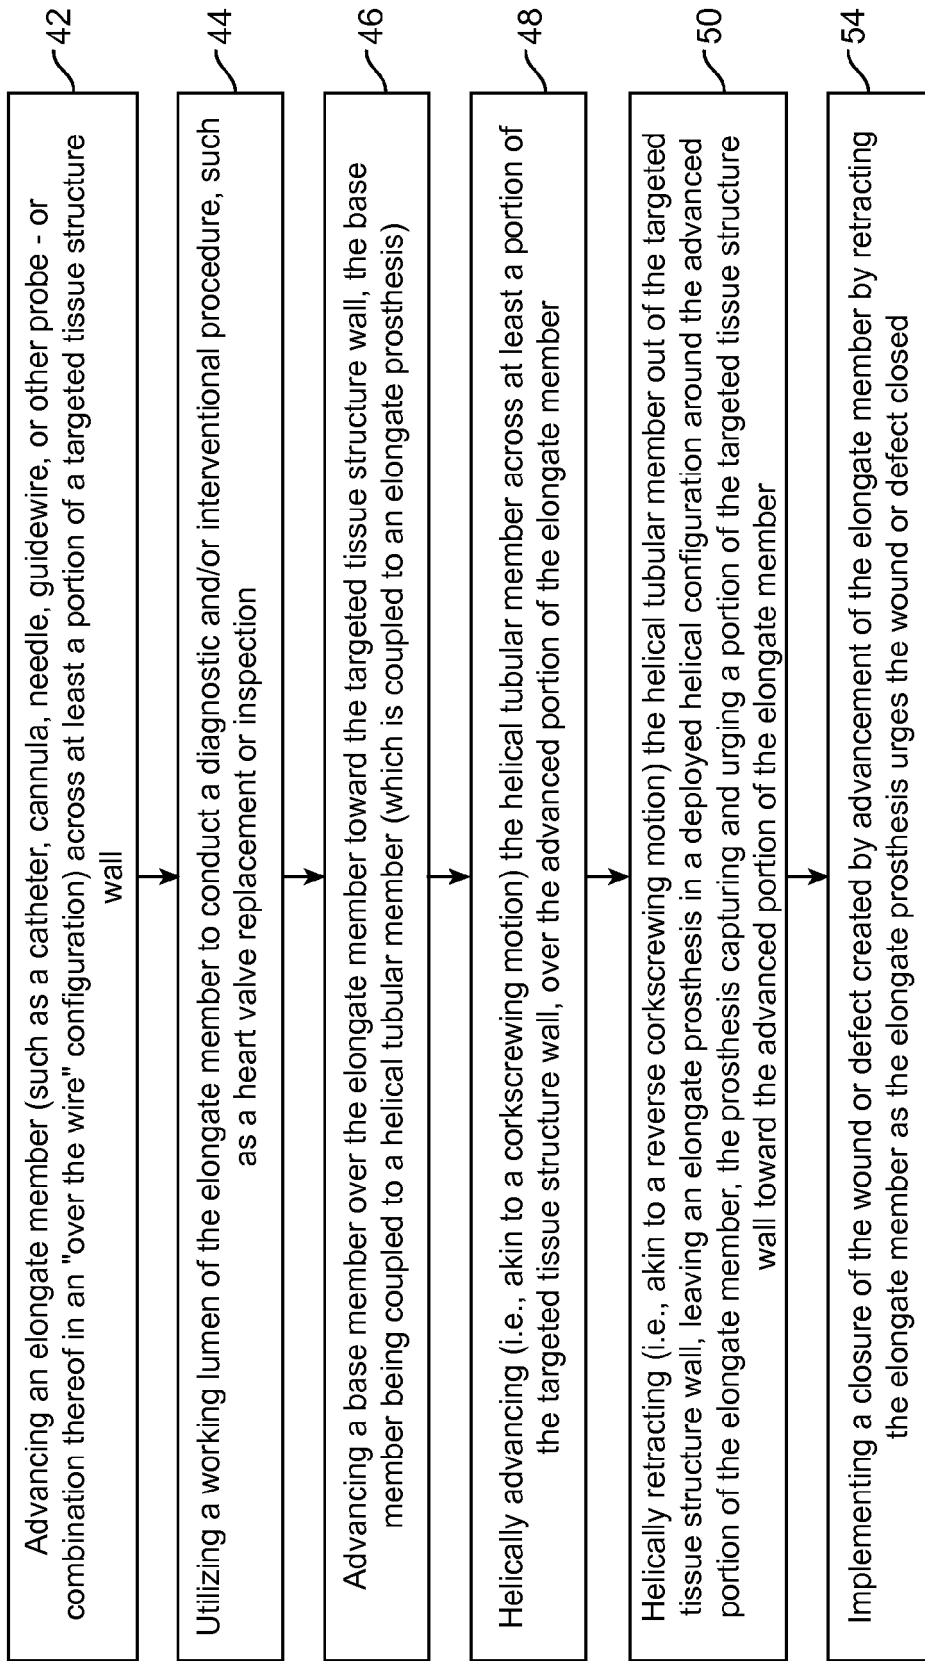 Advancing an elongate member (such as a catheter, cannula, needle, guidewire, or other probe - or
combination thereof in an "over the wire" configuration) across at least a portion of a targeted tissue structure
wall
42
Utilizing a working lumen of the elongate member to conduct a diagnostic and/or interventional procedure, such
as a heart valve replacement or inspection
44
Advancing a base member over the elongate member toward the targeted tissue structure wall, the base
member being coupled to a helical tubular member (which is coupled to an elongate prosthesis)
46
Helically advancing (i.e., akin to a corkscrewing motion) the helical tubular member across at least a portion of
the targeted tissue structure wall, over the advanced portion of the elongate member
48
Helically retracting (i.e., akin to a reverse corkscrewing motion) the helical tubular member out of the targeted
tissue structure wall, leaving an elongate prosthesis in a deployed helical configuration around the advanced
portion of the elongate member, the prosthesis capturing and urging a portion of the targeted tissue structure
wall toward the advanced portion of the elongate member
50
Implementing a closure of the wound or defect created by advancement of the elongate member by retracting
the elongate member as the elongate prosthesis urges the wound or defect closed
54